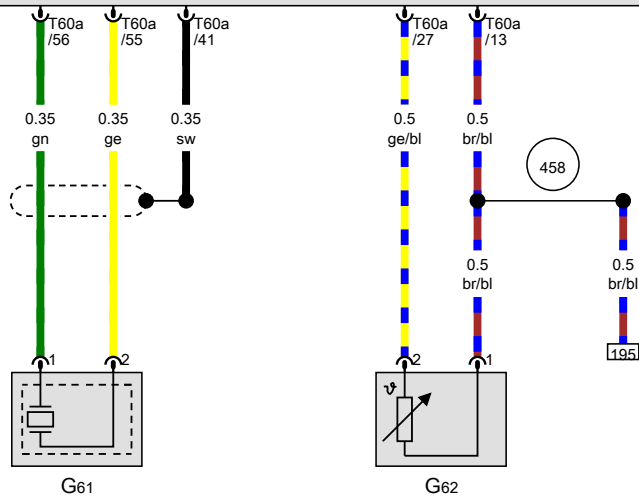 T60a
/56
T60a
/55
T60a
/41
T60a
/27
T60a
/13
0.35
gn
0.35
ge
0.35
sw
0.5
ge/bl
0.5
br/bl
458
0.5
br/bl
0.5
br/bl
195
1
2
2
1
ϑ
G61
G62